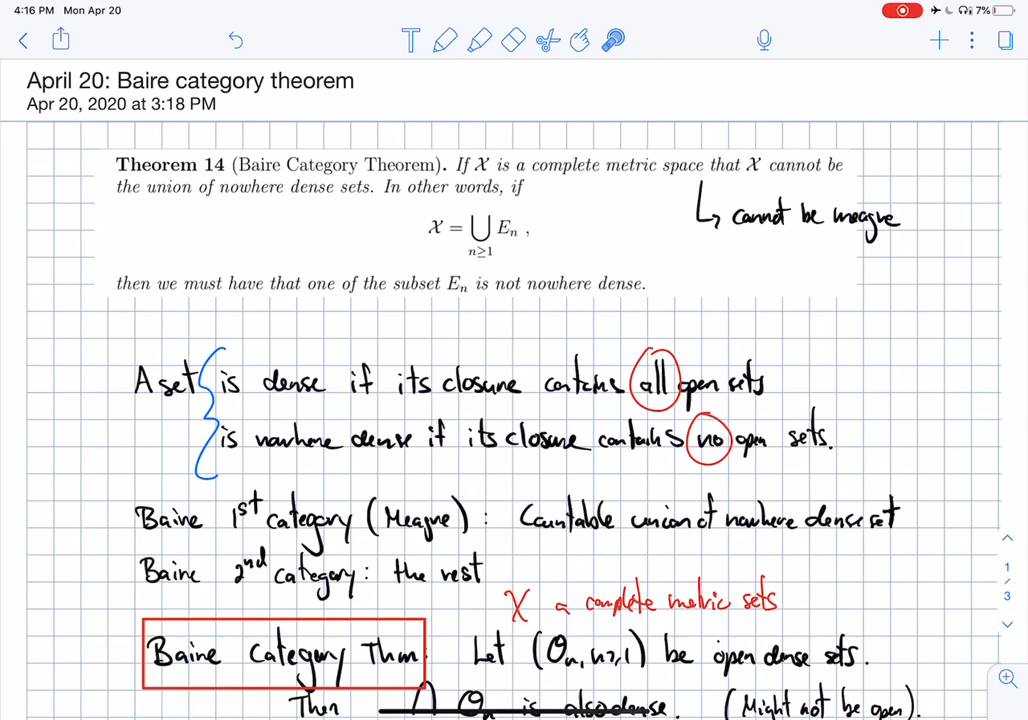 4:16 PM Mon Apr 20
7%
April 20: Baire category theorem
Apr 20, 2020 at 3:18 PM
Theorem 14 (Baire Category Theorem). If X is a complete metric space that X cannot be
the union of nowhere dense sets. In other words, if
↳ cannot be meagre
X = ⋃ Eₙ ,
n≥1
then we must have that one of the subset Eₙ is not nowhere dense.
A set { is dense if its closure contains all open sets
is nowhere dense if its closure contains no open sets.
Baire 1st category (Meagre) : Countable union of nowhere dense set
Baire 2nd category: the rest
X a complete metric sets
Baire Category Thm: Let (Oₙ, n≥1) be open dense sets.
Then ⋂ Oₙ is also dense. (Might not be open).
1/3